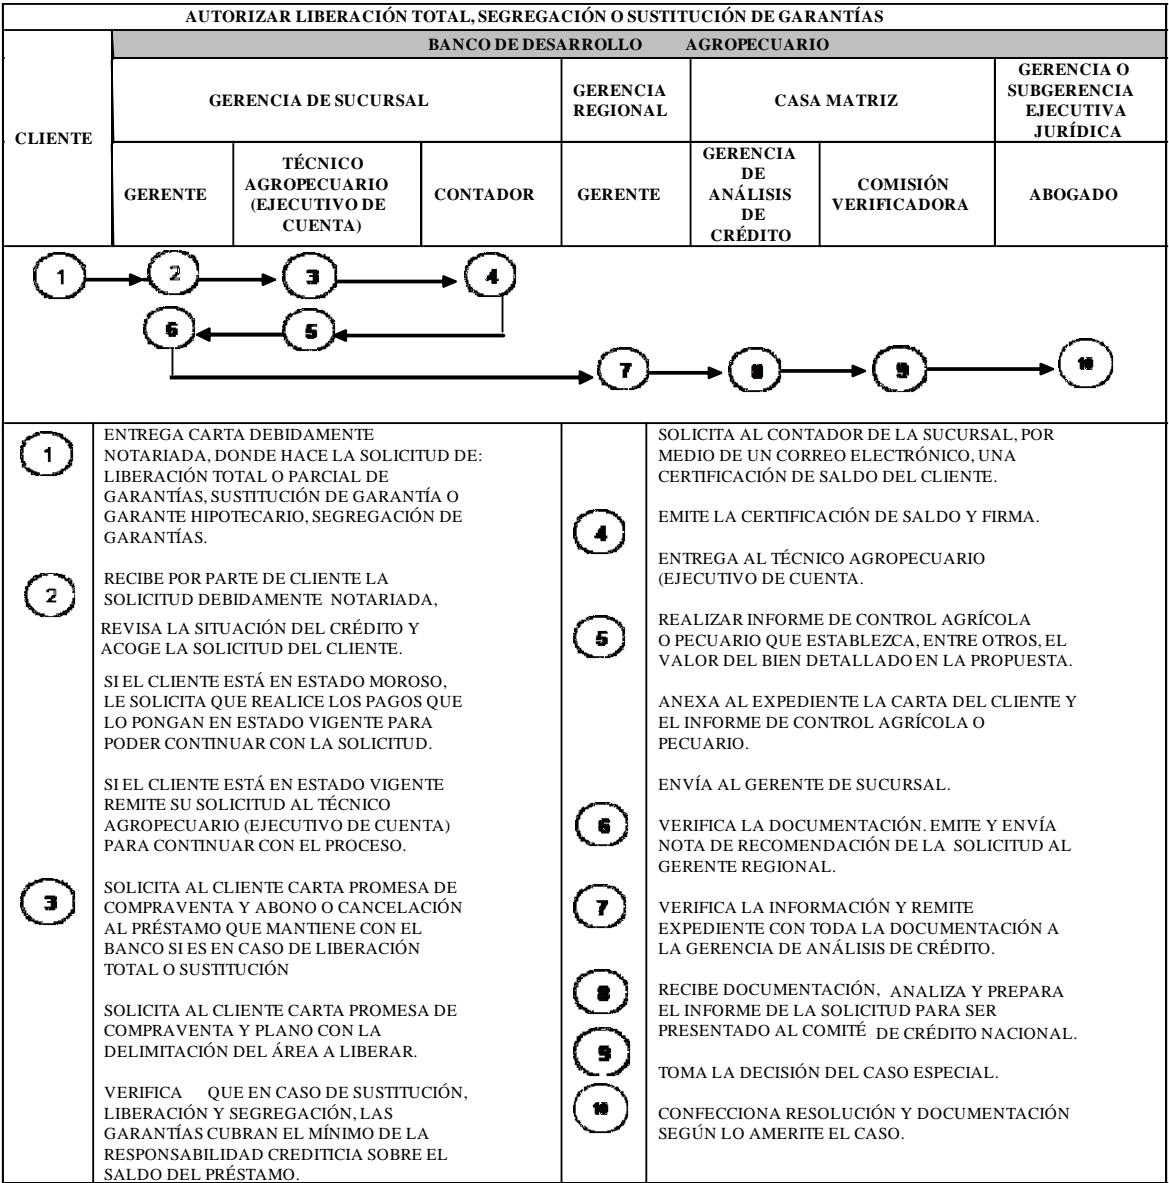 AUTORIZAR LIBERACIÓN TOTAL, SEGREGACIÓN O SUSTITUCIÓN DE GARANTÍAS
BANCO DE DESARROLLO AGROPECUARIO
CLIENTE
GERENCIA DE SUCURSAL
GERENCIA
REGIONAL
CASA MATRIZ
GERENCIA O
SUBGERENCIA
EJECUTIVA
JURÍDICA
GERENTE
TÉCNICO
AGROPECUARIO
(EJECUTIVO DE
CUENTA)
CONTADOR
GERENTE
GERENCIA
DE
ANÁLISIS
DE
CRÉDITO
COMISIÓN
VERIFICADORA
ABOGADO
1
2
3
4
6
5
7
8
9
10
1
ENTREGA CARTA DEBIDAMENTE
NOTARIADA, DONDE HACE LA SOLICITUD DE:
LIBERACIÓN TOTAL O PARCIAL DE
GARANTÍAS, SUSTITUCIÓN DE GARANTÍA O
GARANTE HIPOTECARIO, SEGREGACIÓN DE
GARANTÍAS.
2
RECIBE POR PARTE DE CLIENTE LA
SOLICITUD DEBIDAMENTE NOTARIADA,
REVISA LA SITUACIÓN DEL CRÉDITO Y
ACOGE LA SOLICITUD DEL CLIENTE.
SI EL CLIENTE ESTÁ EN ESTADO MOROSO,
LE SOLICITA QUE REALICE LOS PAGOS QUE
LO PONGAN EN ESTADO VIGENTE PARA
PODER CONTINUAR CON LA SOLICITUD.
SI EL CLIENTE ESTÁ EN ESTADO VIGENTE
REMITE SU SOLICITUD AL TÉCNICO
AGROPECUARIO (EJECUTIVO DE CUENTA)
PARA CONTINUAR CON EL PROCESO.
3
SOLICITA AL CLIENTE CARTA PROMESA DE
COMPRAVENTA Y ABONO O CANCELACIÓN
AL PRÉSTAMO QUE MANTIENE CON EL
BANCO SI ES EN CASO DE LIBERACIÓN
TOTAL O SUSTITUCIÓN
SOLICITA AL CLIENTE CARTA PROMESA DE
COMPRAVENTA Y PLANO CON LA
DELIMITACIÓN DEL ÁREA A LIBERAR.
VERIFICA QUE EN CASO DE SUSTITUCIÓN,
LIBERACIÓN Y SEGREGACIÓN, LAS
GARANTÍAS CUBRAN EL MÍNIMO DE LA
RESPONSABILIDAD CREDITICIA SOBRE EL
SALDO DEL PRÉSTAMO.
SOLICITA AL CONTADOR DE LA SUCURSAL, POR
MEDIO DE UN CORREO ELECTRÓNICO, UNA
CERTIFICACIÓN DE SALDO DEL CLIENTE.
4
EMITE LA CERTIFICACIÓN DE SALDO Y FIRMA.
ENTREGA AL TÉCNICO AGROPECUARIO
(EJECUTIVO DE CUENTA.
5
REALIZAR INFORME DE CONTROL AGRÍCOLA
O PECUARIO QUE ESTABLEZCA, ENTRE OTROS, EL
VALOR DEL BIEN DETALLADO EN LA PROPUESTA.
ANEXA AL EXPEDIENTE LA CARTA DEL CLIENTE Y
EL INFORME DE CONTROL AGRÍCOLA O
PECUARIO.
ENVÍA AL GERENTE DE SUCURSAL.
6
VERIFICA LA DOCUMENTACIÓN. EMITE Y ENVÍA
NOTA DE RECOMENDACIÓN DE LA SOLICITUD AL
GERENTE REGIONAL.
7
VERIFICA LA INFORMACIÓN Y REMITE
EXPEDIENTE CON TODA LA DOCUMENTACIÓN A
LA GERENCIA DE ANÁLISIS DE CRÉDITO.
8
RECIBE DOCUMENTACIÓN, ANALIZA Y PREPARA
EL INFORME DE LA SOLICITUD PARA SER
PRESENTADO AL COMITÉ DE CRÉDITO NACIONAL.
9
TOMA LA DECISIÓN DEL CASO ESPECIAL.
10
CONFECCIONA RESOLUCIÓN Y DOCUMENTACIÓN
SEGÚN LO AMERITE EL CASO.